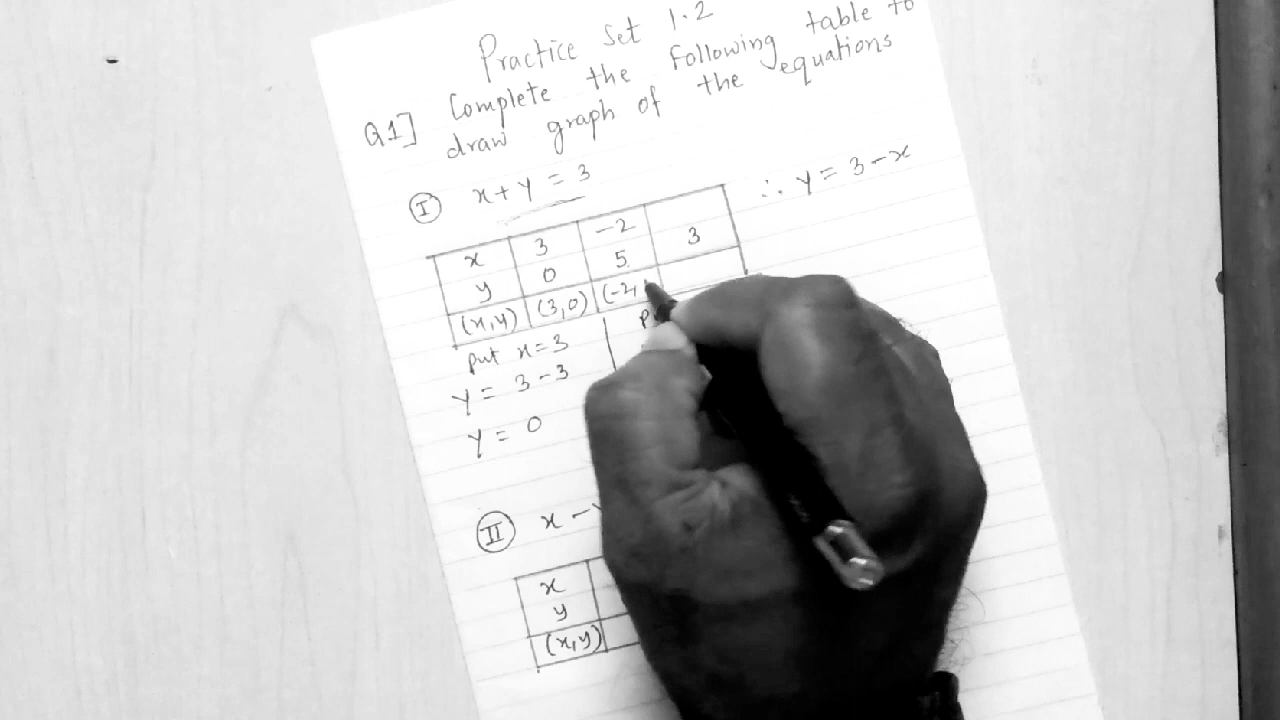 Practice Set 1.2
Q1] Complete the following table to
draw graph of the equations
I x+y = 3 ∴ y = 3-x
x 3 -2
y 0 5 3
(x,y) (3,0) (-2,
put x=3
y = 3-3
y = 0
II x-
x
y
(x,y)